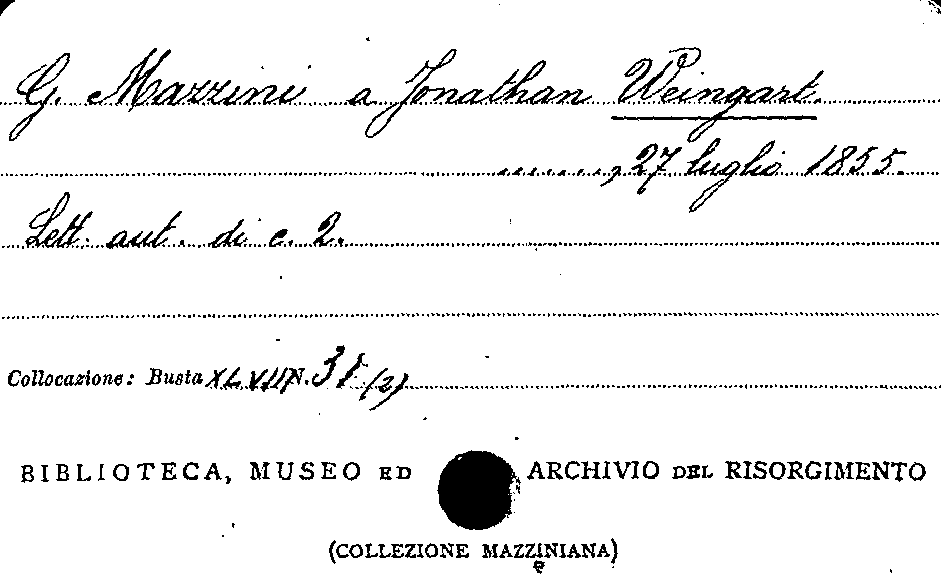 G. Mazzini a Jonathan Weingart.
......., 27 luglio 1855.
Lett. aut. di c. 2.
Collocazione: Busta XLVIII N. (2)
BIBLIOTECA, MUSEO ED ARCHIVIO DEL RISORGIMENTO
(COLLEZIONE MAZZINIANA)